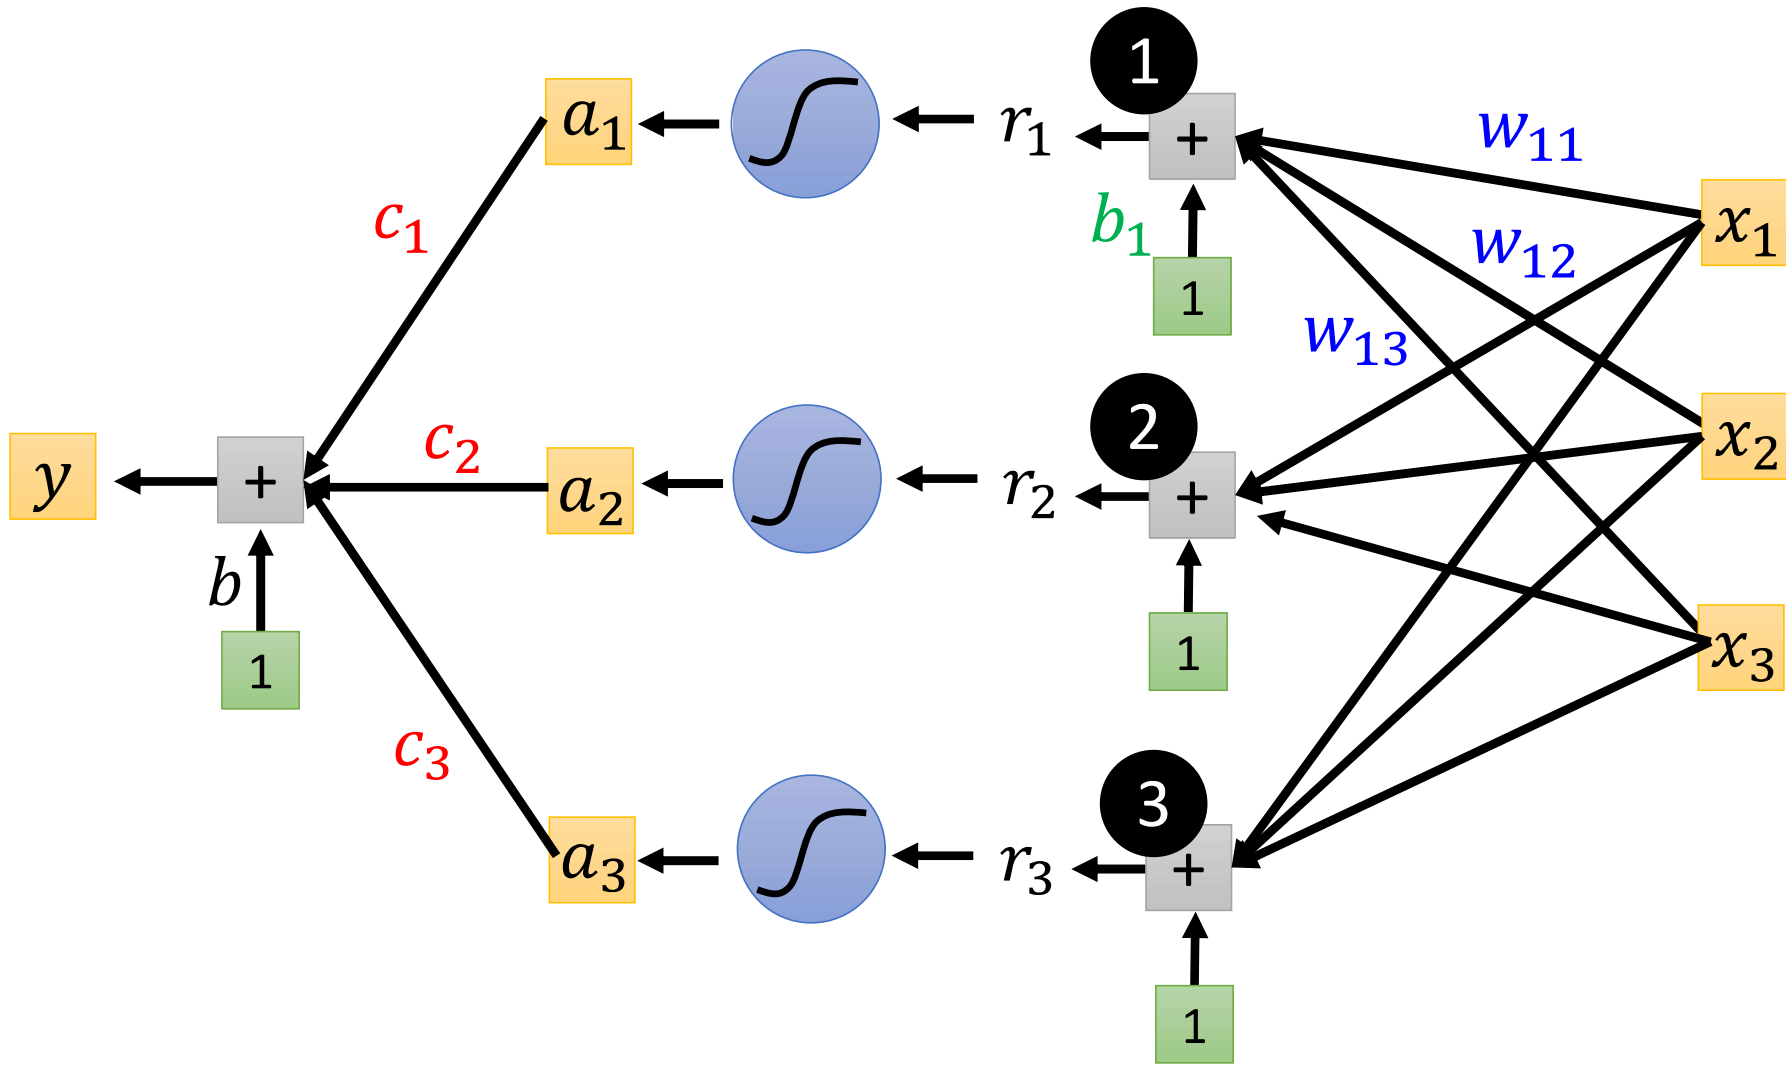 1
a₁
r₁
+
w₁₁
c₁
b₁
w₁₂
x₁
1
w₁₃
2
y
+
c₂
a₂
r₂
+
x₂
b
1
1
x₃
c₃
3
a₃
r₃
+
1